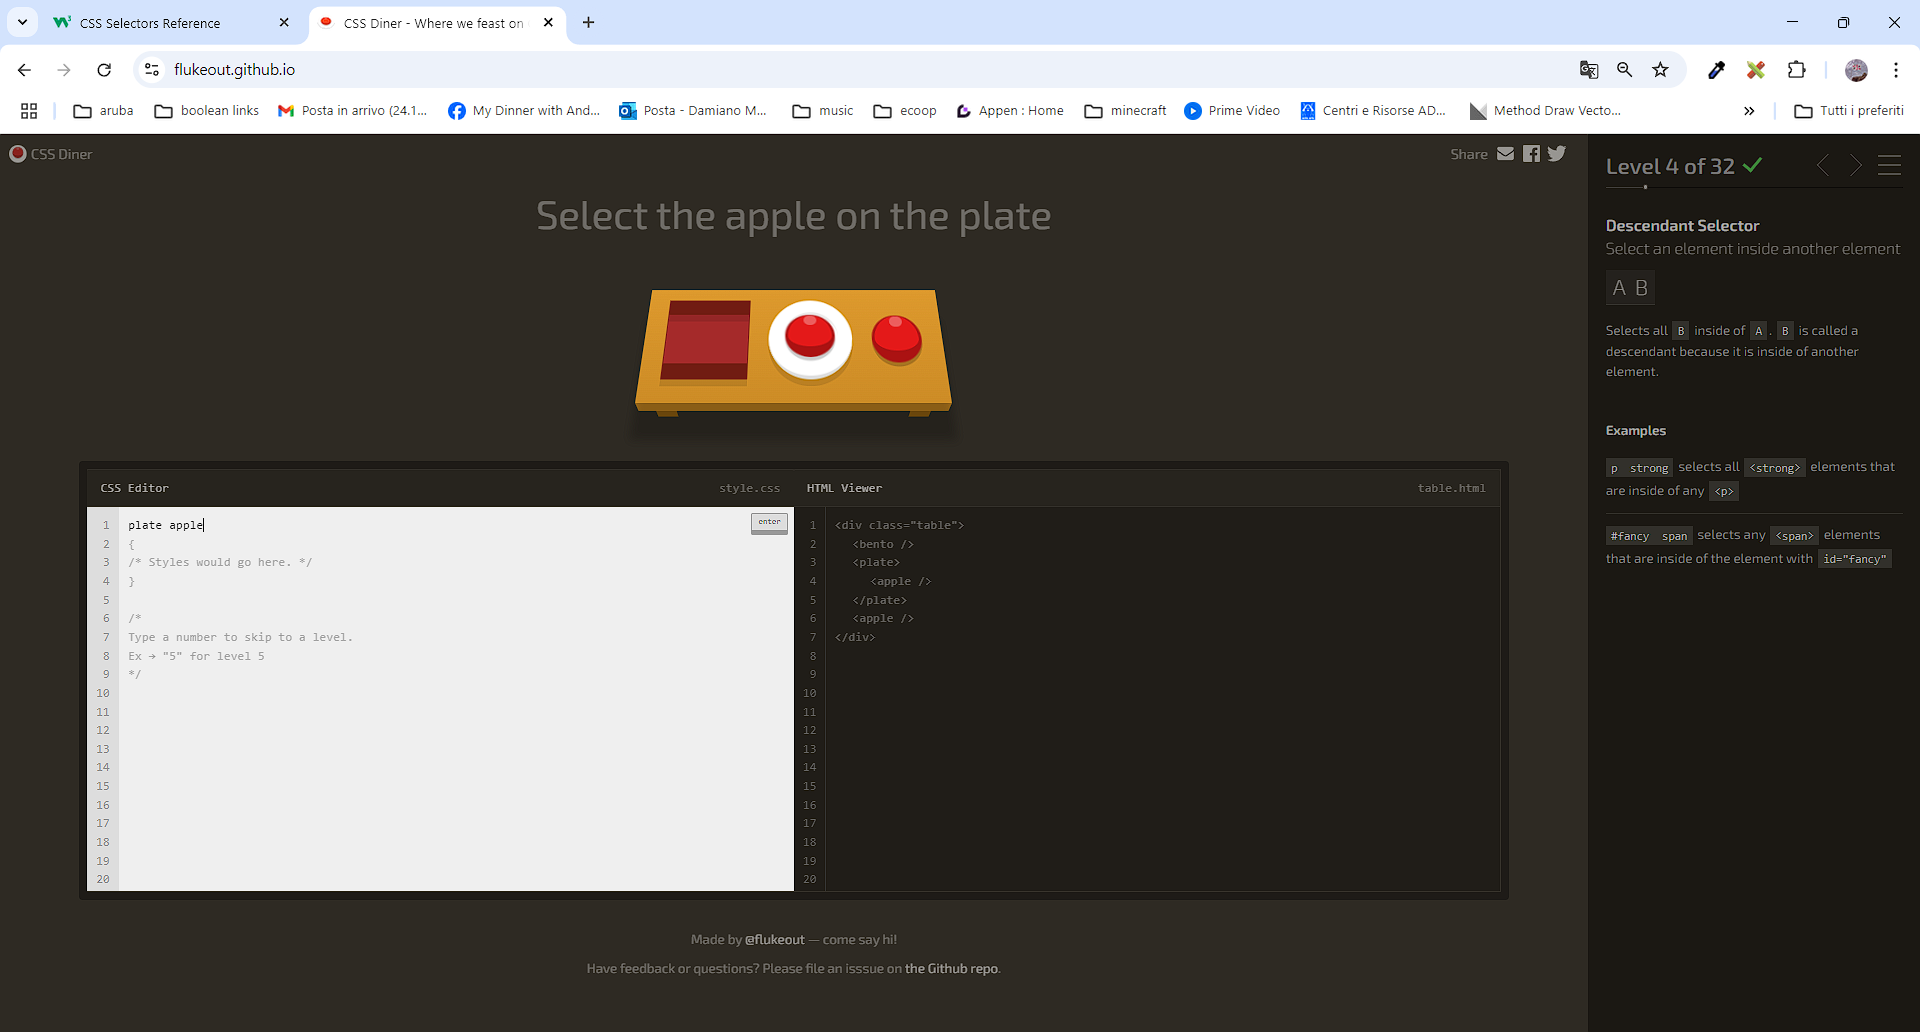 CSS Selectors Reference
CSS Diner - Where we feast on
flukeout.github.io
aruba
boolean links
Posta in arrivo (24.1...
My Dinner with And...
Posta - Damiano M...
music
ecoop
Appen : Home
minecraft
Prime Video
Centri e Risorse AD...
Method Draw Vecto...
»
Tutti i preferiti
CSS Diner
Share
Select the apple on the plate
CSS Editor
style.css
1 plate apple
enter
2 {
3 /* Styles would go here. */
4 }
5
6 /*
7 Type a number to skip to a level.
8 Ex → "5" for level 5
9 */
10
11
12
13
14
15
16
17
18
19
20
HTML Viewer
table.html
1 <div class="table">
2 <bento />
3 <plate>
4 <apple />
5 </plate>
6 <apple />
7 </div>
8
9
10
11
12
13
14
15
16
17
18
19
20
Made by @flukeout — come say hi!
Have feedback or questions? Please file an isssue on the Github repo.
Level 4 of 32
Descendant Selector
Select an element inside another element
A B
Selects all B inside of A . B is called a
descendant because it is inside of another
element.
Examples
p strong selects all <strong> elements that
are inside of any <p>
#fancy span selects any <span> elements
that are inside of the element with id="fancy"